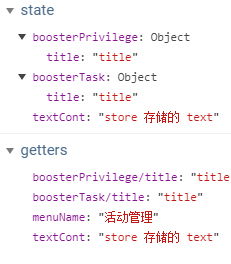 state
boosterPrivilege: Object
title: "title"
boosterTask: Object
title: "title"
textCont: "store 存储的 text"
getters
boosterPrivilege/title: "title
boosterTask/title: "title"
menuName: "活动管理"
textCont: "store 存储的 text"